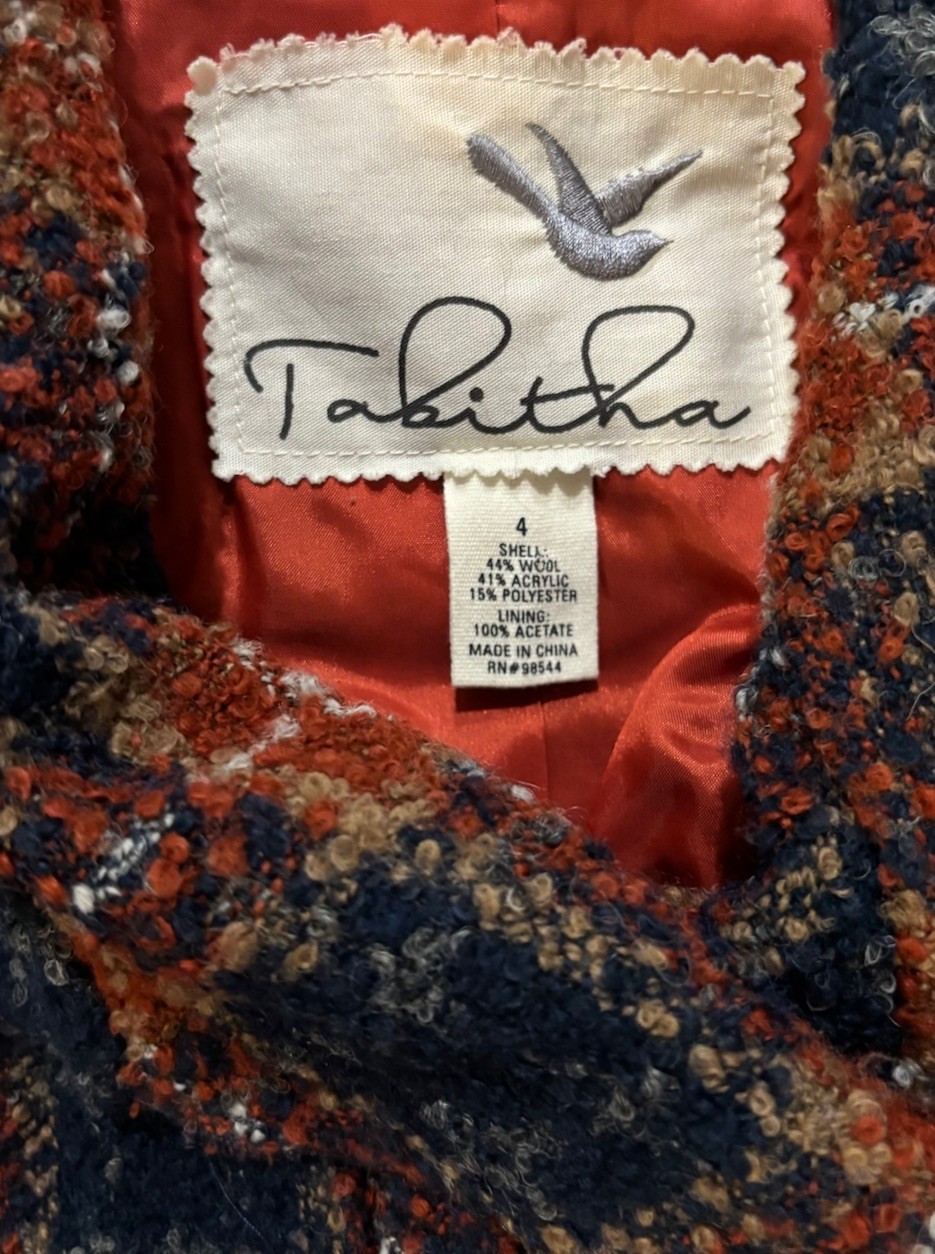 Tabitha
4
SHELL:
44% WOOL
41% ACRYLIC
15% POLYESTER
LINING:
100% ACETATE
MADE IN CHINA
RN#98544